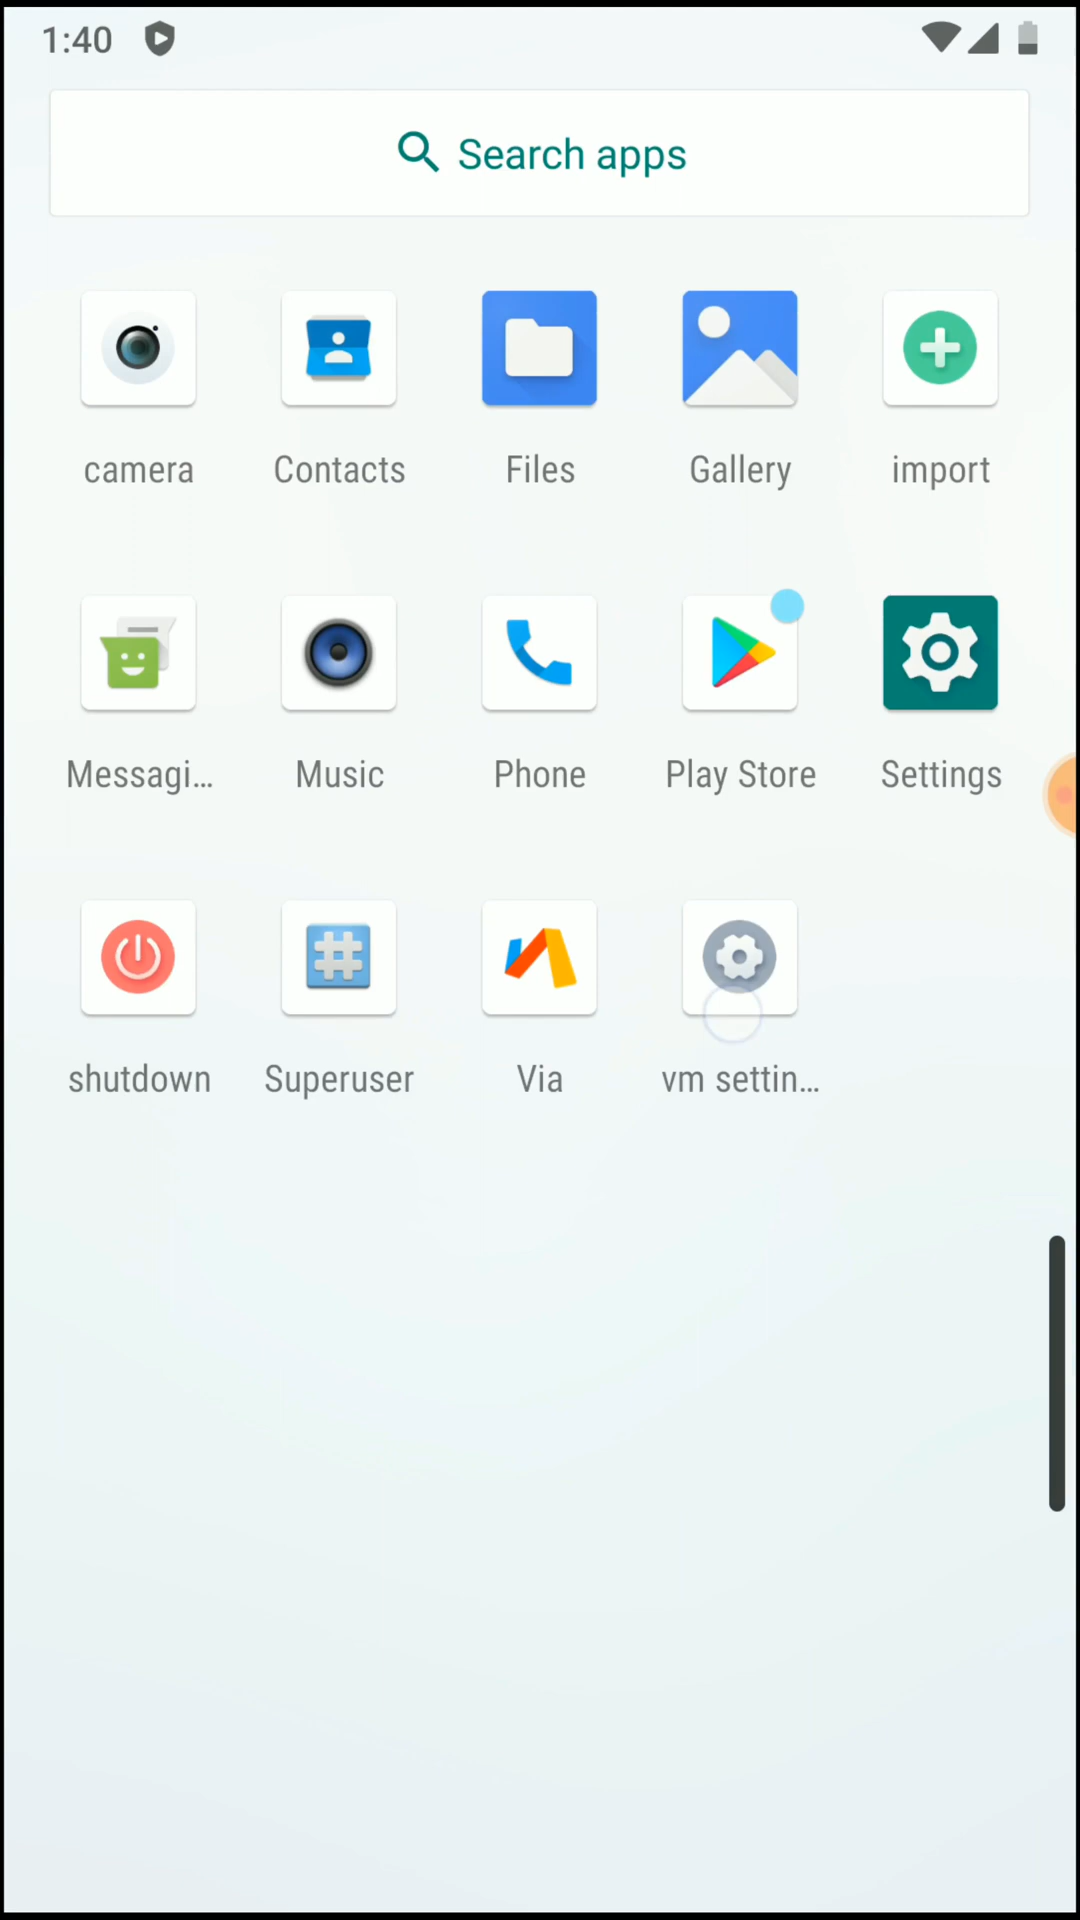 1:40
Search apps
camera
Contacts
Files
Gallery
import
Messagi...
Music
Phone
Play Store
Settings
shutdown
Superuser
Via
vm settin...